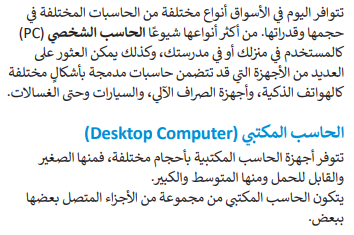 تتوافر اليوم في الأسواق أنواع مختلفة من الحاسبات المختلفة في
حجمها وقدراتها. من أكثر أنواعها شيوعًا الحاسب الشخصي (PC)
كالمستخدم في منزلك أو في مدرستك، وكذلك يمكن العثور على
العديد من الأجهزة التي قد تتضمن حاسبات مدمجة بأشكالٍ مختلفة
كالهواتف الذكية، وأجهزة الصراف الآلي، والسيارات وحتى الغسالات.
الحاسب المكتبي (Desktop Computer)
تتوفر أجهزة الحاسب المكتبية بأحجام مختلفة، فمنها الصغير
والقابل للحمل ومنها المتوسط والكبير.
يتكون الحاسب المكتبي من مجموعة من الأجزاء المتصل بعضها
ببعض.